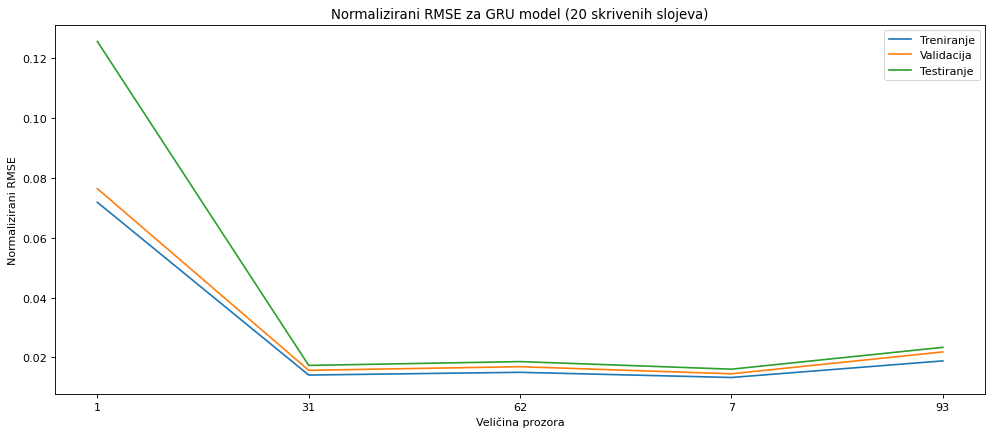 Normalizirani RMSE za GRU model (20 skrivenih slojeva)
Treniranje
Validacija
Testiranje
0.12
0.10
0.08
0.06
0.04
0.02
Normalizirani RMSE
1 31 62 7 93
Veličina prozora